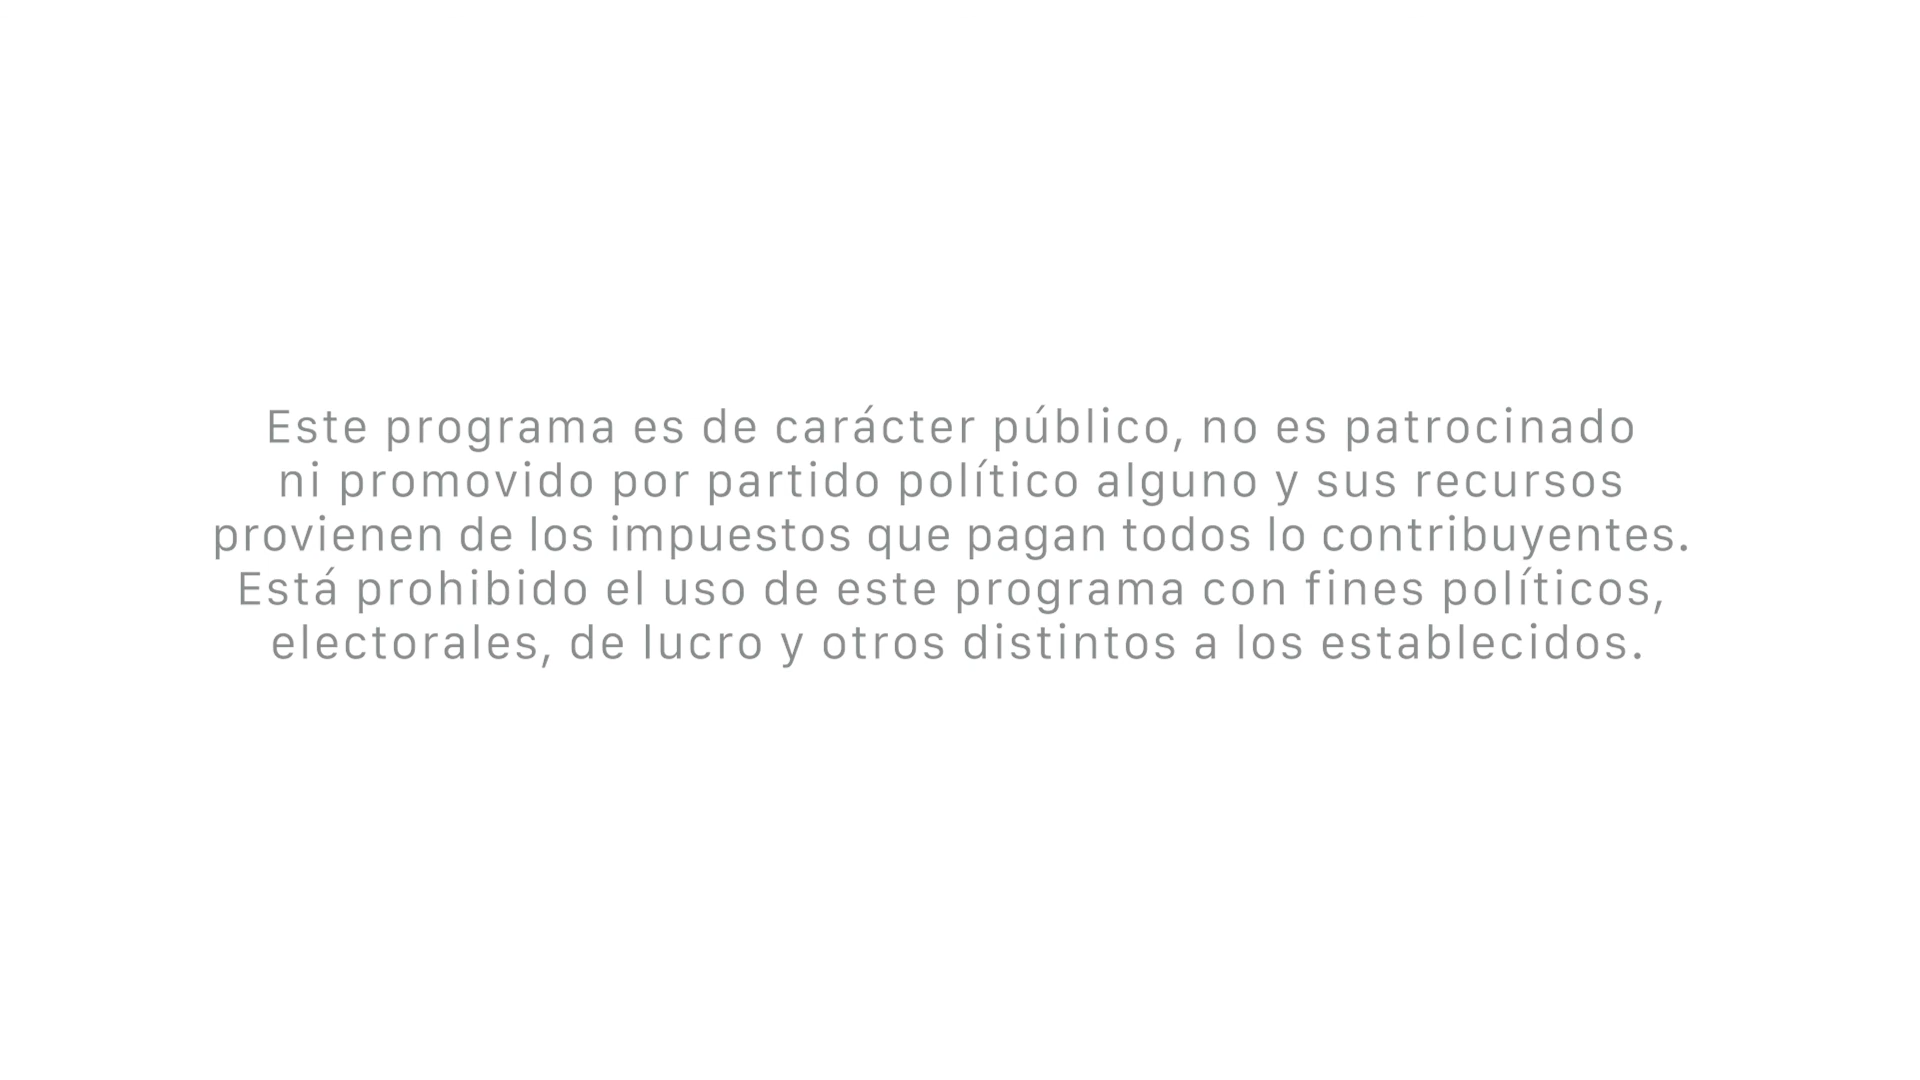 Este programa es de carácter público, no es patrocinado
ni promovido por partido político alguno y sus recursos
provienen de los impuestos que pagan todos lo contribuyentes.
Está prohibido el uso de este programa con fines políticos,
electorales, de lucro y otros distintos a los establecidos.